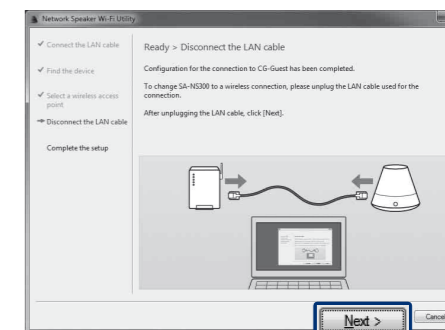 Network Speaker Wi-Fi Utility
✓ Connect the LAN cable
✓ Find the device
✓ Select a wireless access
point
Disconnect the LAN cable
Complete the setup
Ready > Disconnect the LAN cable
Configuration for the connection to CG-Guest has been completed.
To change SA-NS300 to a wireless connection, please unplug the LAN cable used for the
connection.
After unplugging the LAN cable, click [Next].
Next >
Cancel